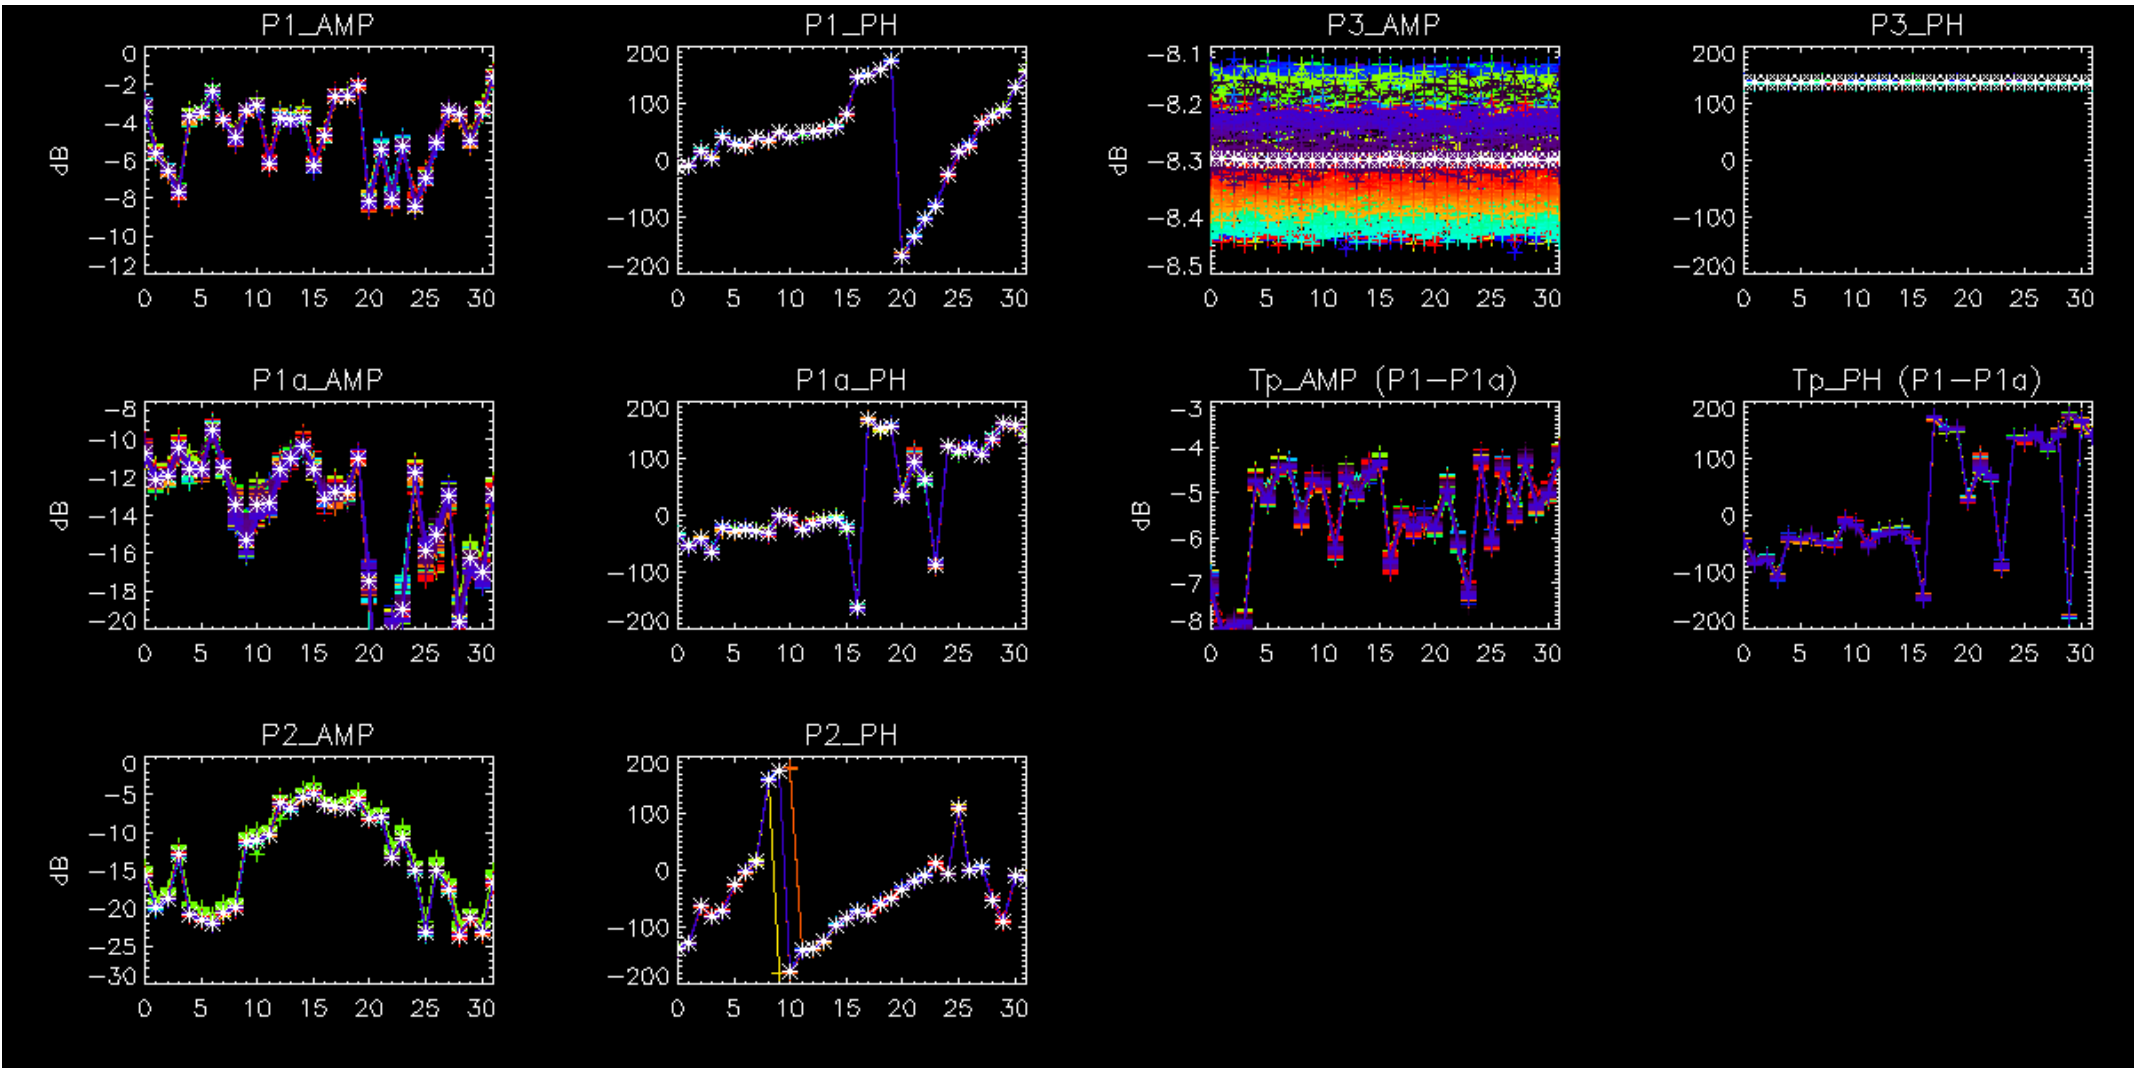 P1_AMP
dB
0
−2
−4
−6
−8
−10
−12
0 5 10 15 20 25 30
P1_PH
200
100
0
−100
−200
0 5 10 15 20 25 30
P3_AMP
dB
−8.1
−8.2
−8.3
−8.4
−8.5
0 5 10 15 20 25 30
P3_PH
200
100
0
−100
−200
0 5 10 15 20 25 30
P1a_AMP
dB
−8
−10
−12
−14
−16
−18
−20
0 5 10 15 20 25 30
P1a_PH
200
100
0
−100
−200
0 5 10 15 20 25 30
Tp_AMP (P1−P1a)
dB
−3
−4
−5
−6
−7
−8
0 5 10 15 20 25 30
Tp_PH (P1−P1a)
200
100
0
−100
−200
0 5 10 15 20 25 30
P2_AMP
dB
0
−5
−10
−15
−20
−25
−30
0 5 10 15 20 25 30
P2_PH
200
100
0
−100
−200
0 5 10 15 20 25 30